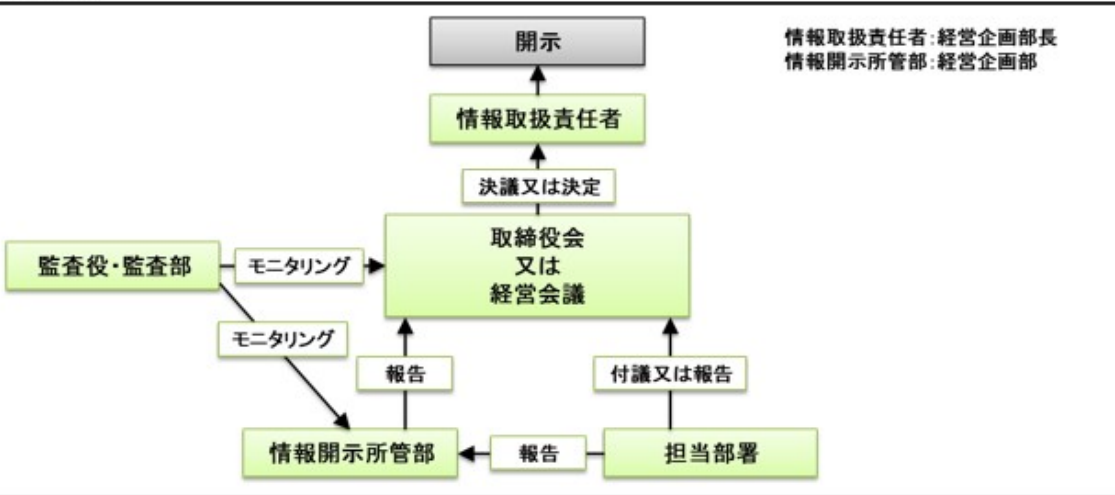 開示
情報取扱責任者:経営企画部長
情報開示所管部:経営企画部
情報取扱責任者
決議又は決定
取締役会
又は
経営会議
監査役・監査部
モニタリング
モニタリング
報告
付議又は報告
情報開示所管部
報告
担当部署